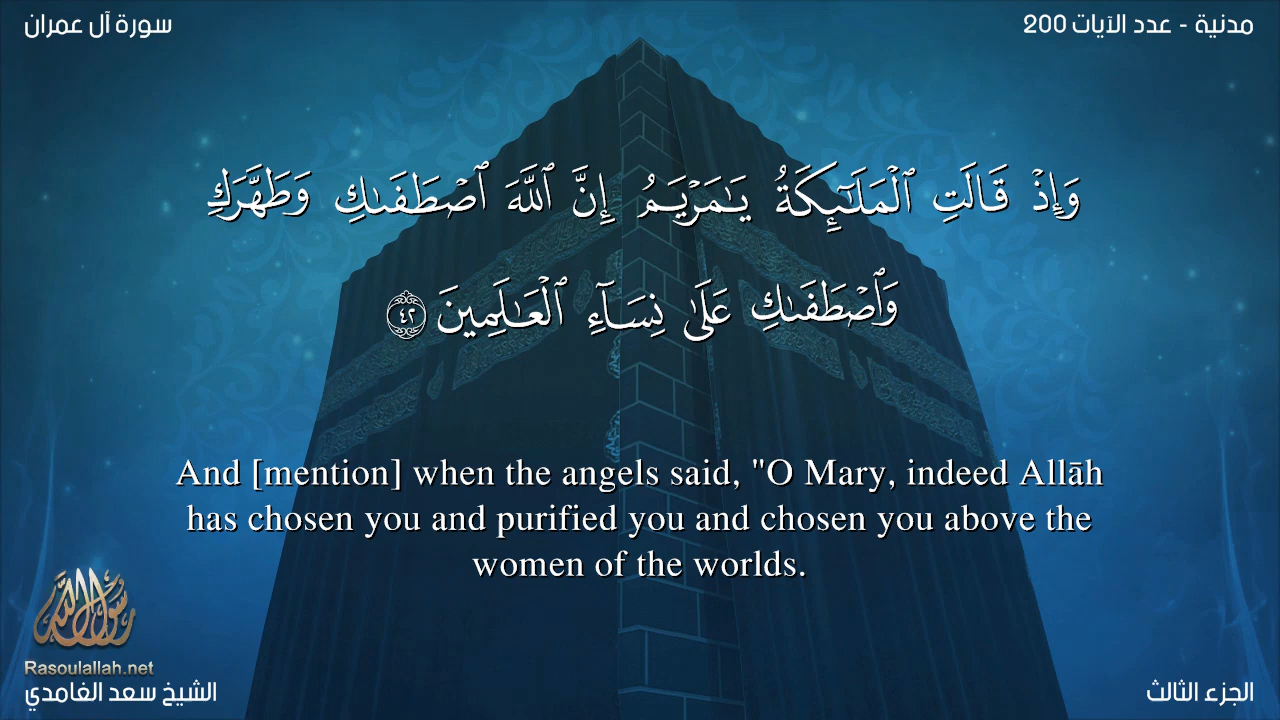 سورة آل عمران
مدنية - عدد الآيات 200
وَإِذْ قَالَتِ ٱلْمَلَـٰٓئِكَةُ يَـٰمَرْيَمُ إِنَّ ٱللَّهَ ٱصْطَفَىٰكِ وَطَهَّرَكِ
وَٱصْطَفَىٰكِ عَلَىٰ نِسَآءِ ٱلْعَـٰلَمِينَ ٤٢
And [mention] when the angels said, "O Mary, indeed Allāh
has chosen you and purified you and chosen you above the
women of the worlds.
رسول الله
Rasoulallah.net
الشيخ سعد الغامدي
الجزء الثالث